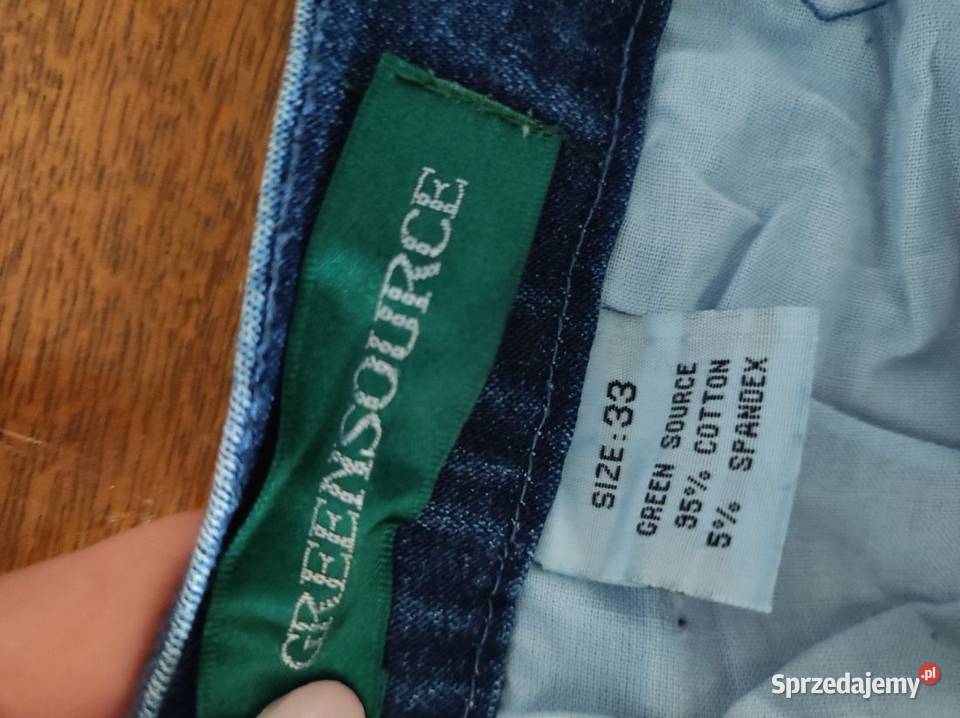 GREENSOURCE
SIZE: 33
GREEN SOURCE
95% COTTON
5% SPANDEX
Sprzedajemy.pl